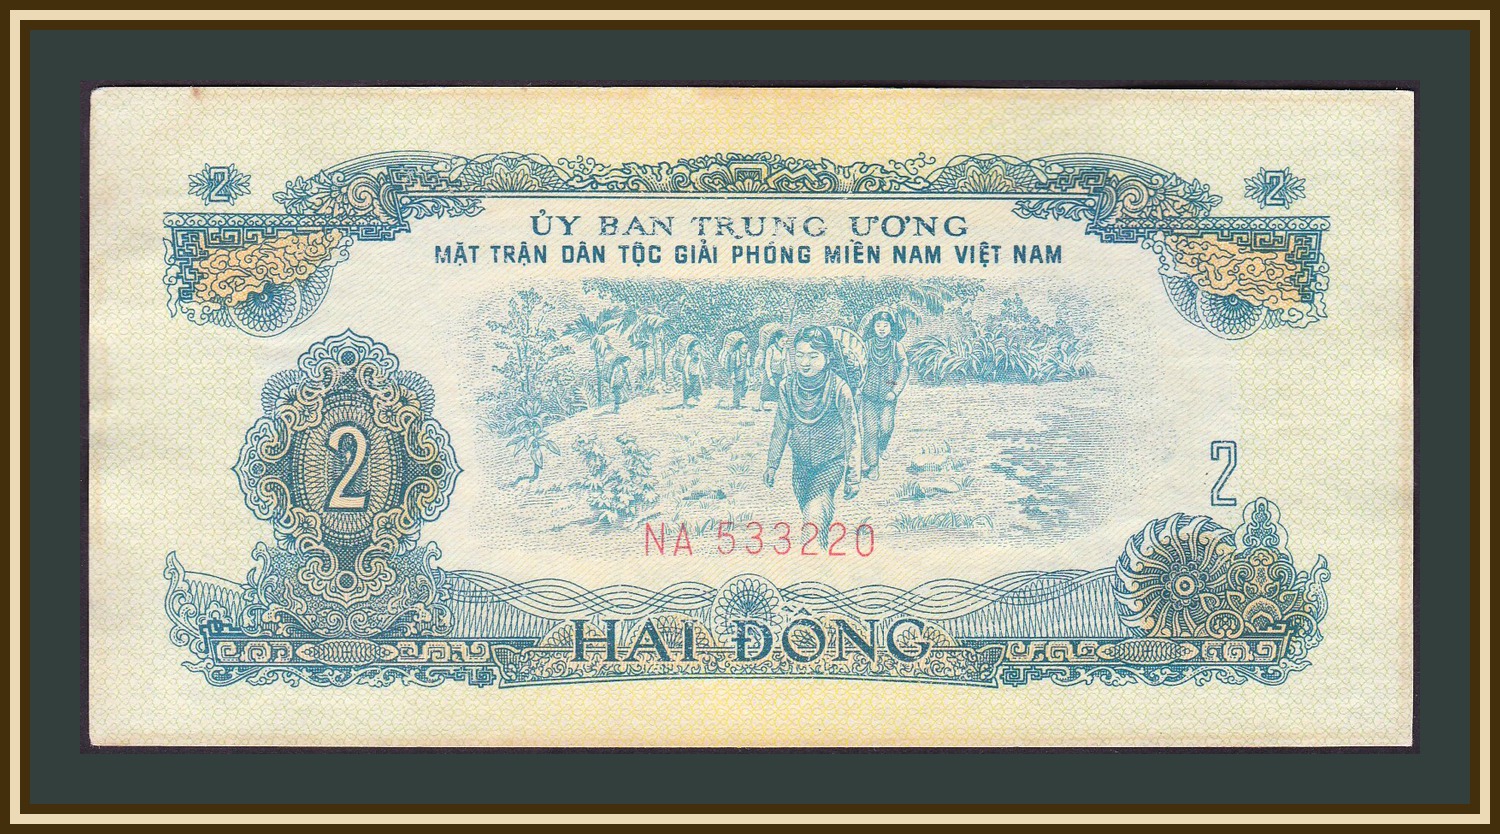 2 2
ỦY BAN TRUNG ƯƠNG
MẶT TRẬN DÂN TỘC GIẢI PHÓNG MIỀN NAM VIỆT NAM
2
2
NA 533220
HAI ĐỒNG